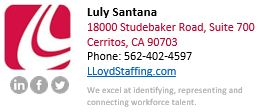 Luly Santana
18000 Studebaker Road, Suite 700
Cerritos, CA 90703
Phone: 562-402-4597
LLoydStaffing.com
We excel at identifying, representing and
connecting workforce talent.